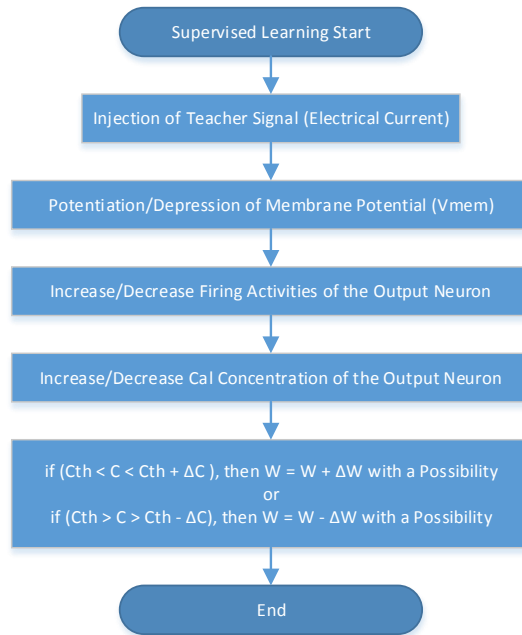 Supervised Learning Start
Injection of Teacher Signal (Electrical Current)
Potentiation/Depression of Membrane Potential (Vmem)
Increase/Decrease Firing Activities of the Output Neuron
Increase/Decrease Cal Concentration of the Output Neuron
if (Cth < C < Cth + ΔC ), then W = W + ΔW with a Possibility
or
if (Cth > C > Cth - ΔC), then W = W - ΔW with a Possibility
End